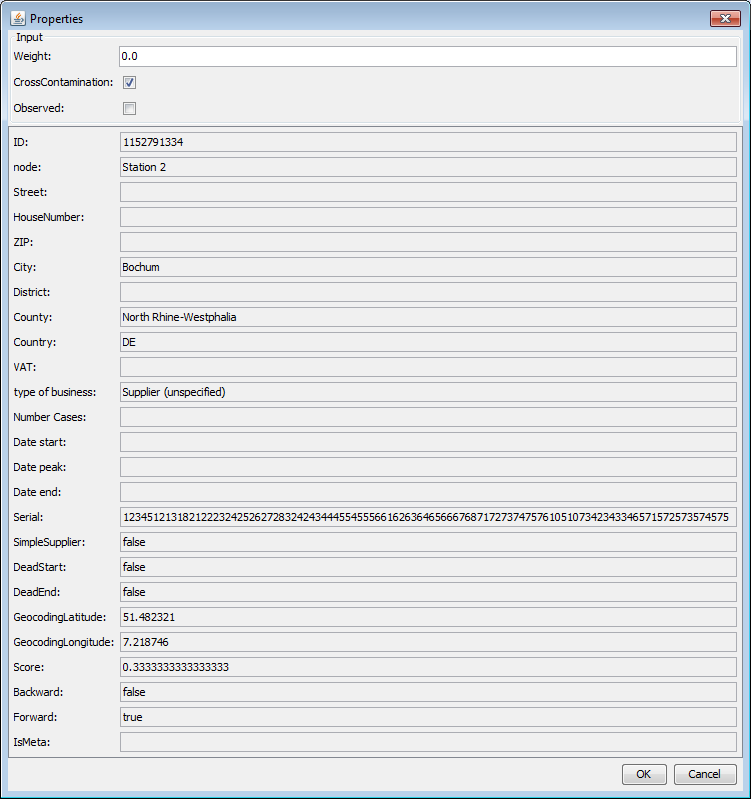 Properties
Input
Weight: 0.0
CrossContamination:
Observed:
ID: 1152791334
node: Station 2
Street:
HouseNumber:
ZIP:
City: Bochum
District:
County: North Rhine-Westphalia
Country: DE
VAT:
type of business: Supplier (unspecified)
Number Cases:
Date start:
Date peak:
Date end:
Serial:
SimpleSupplier: false
DeadStart: false
DeadEnd: false
GeocodingLatitude: 51.482321
GeocodingLongitude: 7.218746
Score: 0.3333333333333333
Backward: false
Forward: true
IsMeta:
OK Cancel